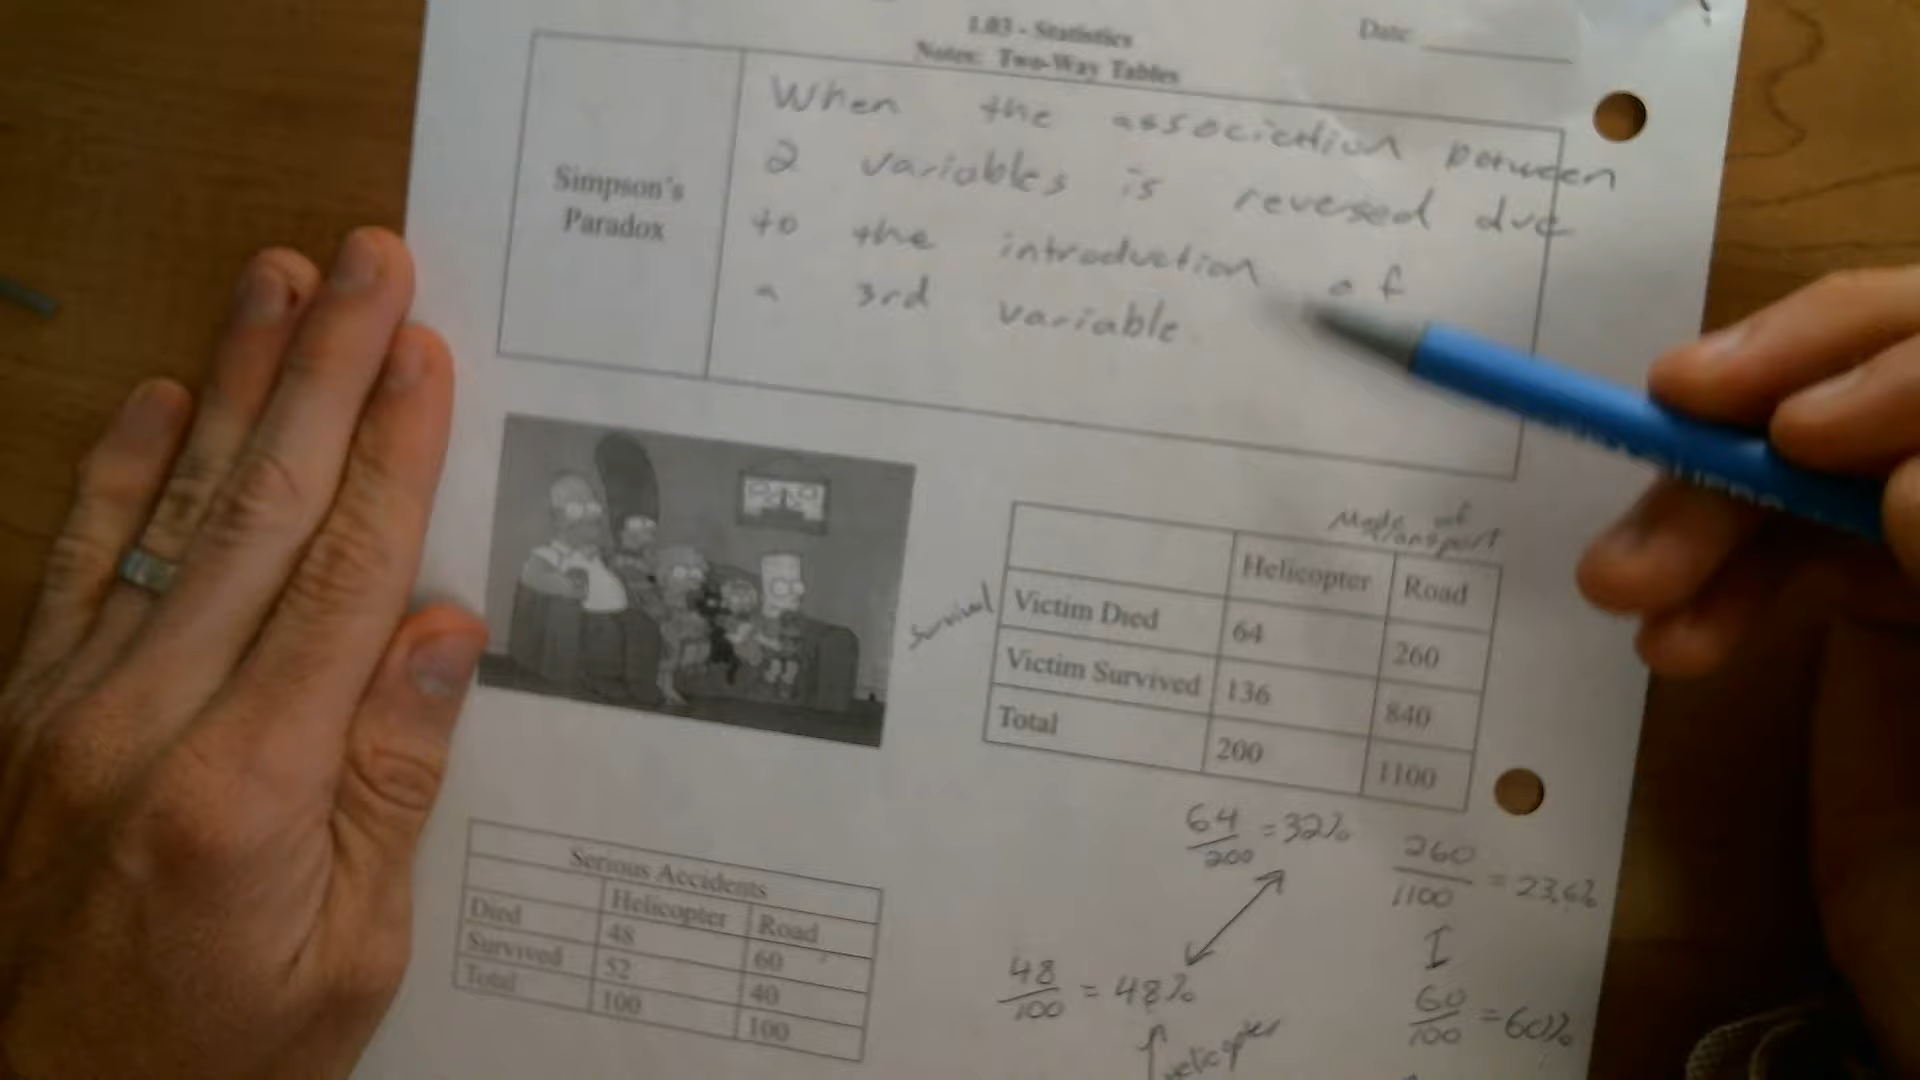 1.03 - Statistics
Date:
Notes: Two-Way Tables
Simpson's
Paradox
When the association between
2 variables is reversed due
to the introduction of
a 3rd variable
Mode of
Transport
Survival
Helicopter Road
Victim Died 64 260
Victim Survived 136 840
Total 200 1100
64/200 = 32%
260/1100 = 23.6%
Serious Accidents
Helicopter Road
Died 48 60
Survived 52 40
Total 100 100
48/100 = 48%
60/100 = 60%
Helicopter